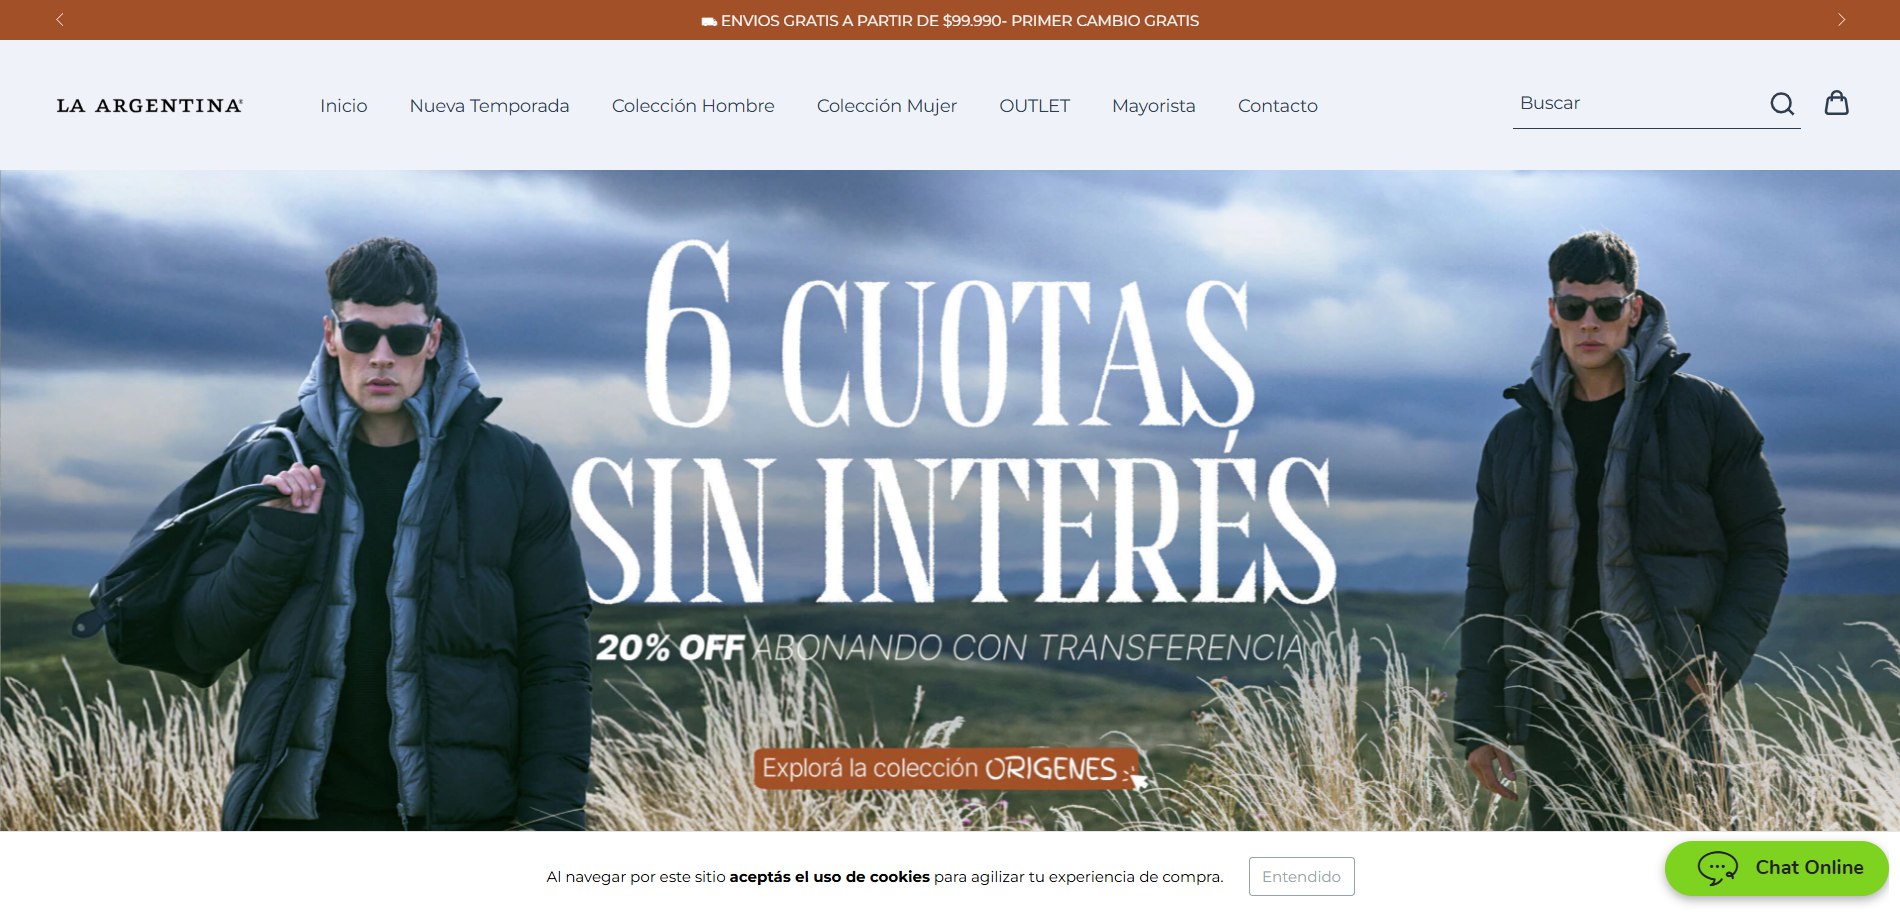 ENVIOS GRATIS A PARTIR DE $99.990- PRIMER CAMBIO GRATIS
LA ARGENTINA®
Inicio
Nueva Temporada
Colección Hombre
Colección Mujer
OUTLET
Mayorista
Contacto
Buscar
6 CUOTAS
SIN INTERÉS
20% OFF ABONANDO CON TRANSFERENCIA
Explorá la colección ORIGENES
Al navegar por este sitio aceptás el uso de cookies para agilizar tu experiencia de compra.
Entendido
Chat Online